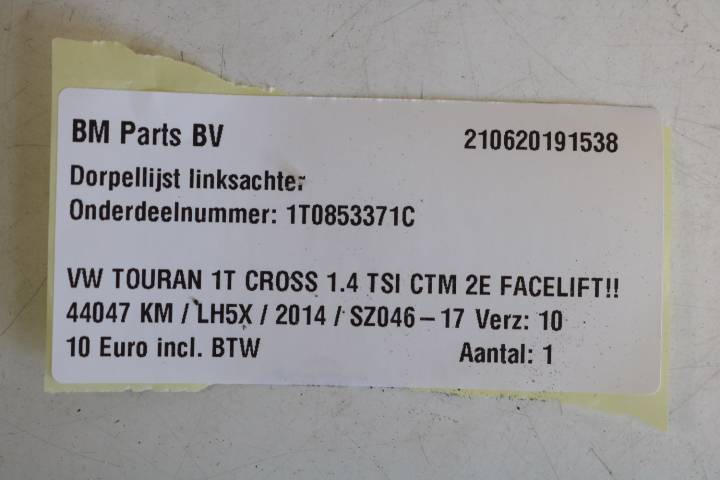 BM Parts BV 210620191538
Dorpellijst linksachter
Onderdeelnummer: 1T0853371C
VW TOURAN 1T CROSS 1.4 TSI CTM 2E FACELIFT!!
44047 KM / LH5X / 2014 / SZ046-17 Verz: 10
10 Euro incl. BTW Aantal: 1